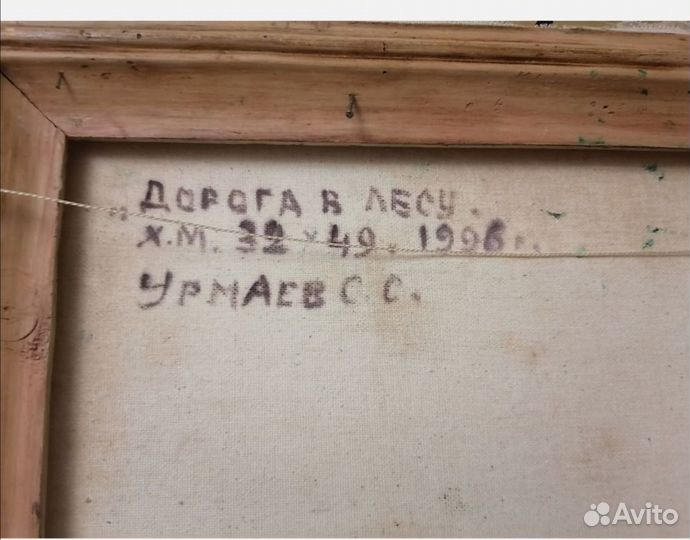 „ДОРОГА В ЛЕСУ.
Х.М. 32×49. 1996г.
УРМАЕВ С.С.
Avito